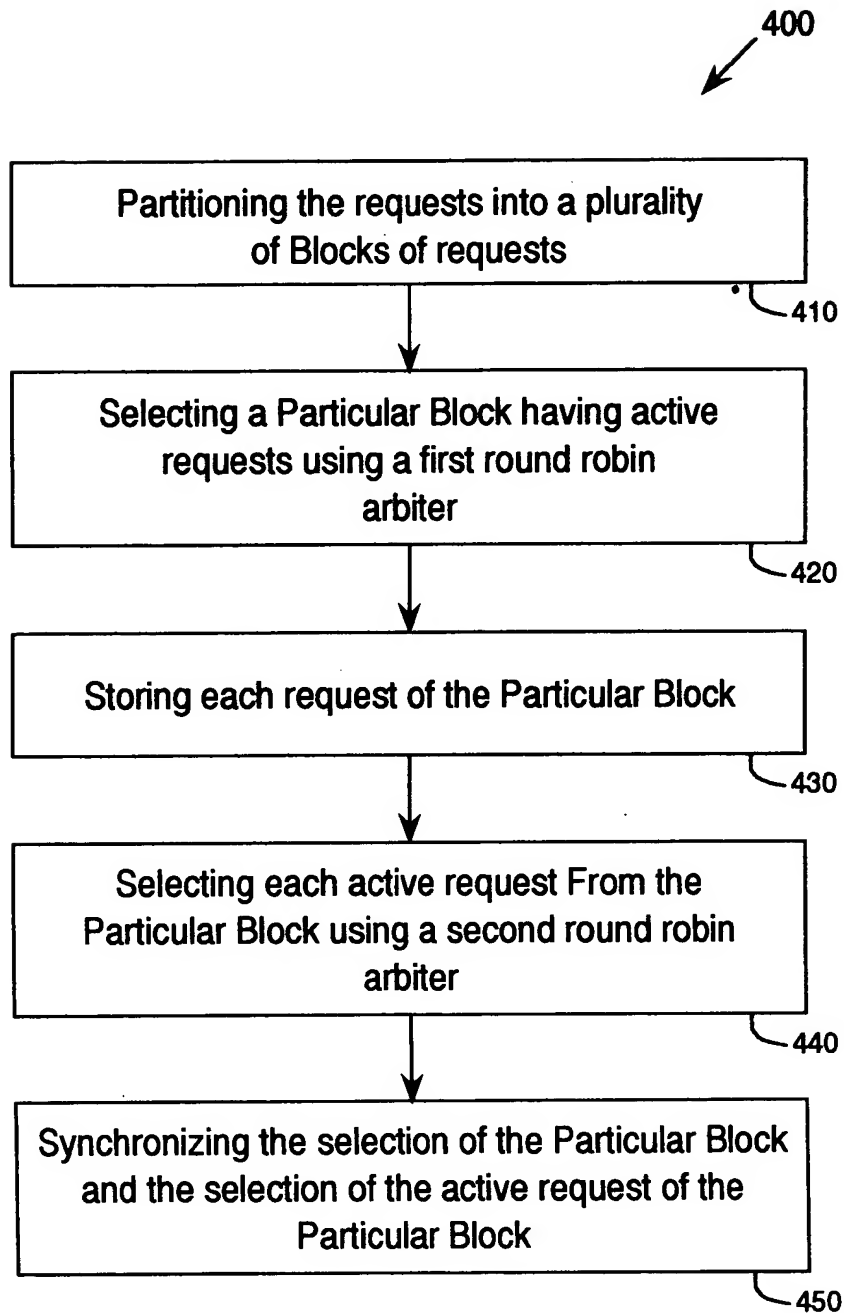 400
Partitioning the requests into a plurality
of Blocks of requests
410
Selecting a Particular Block having active
requests using a first round robin
arbiter
420
Storing each request of the Particular Block
430
Selecting each active request From the
Particular Block using a second round robin
arbiter
440
Synchronizing the selection of the Particular Block
and the selection of the active request of the
Particular Block
450